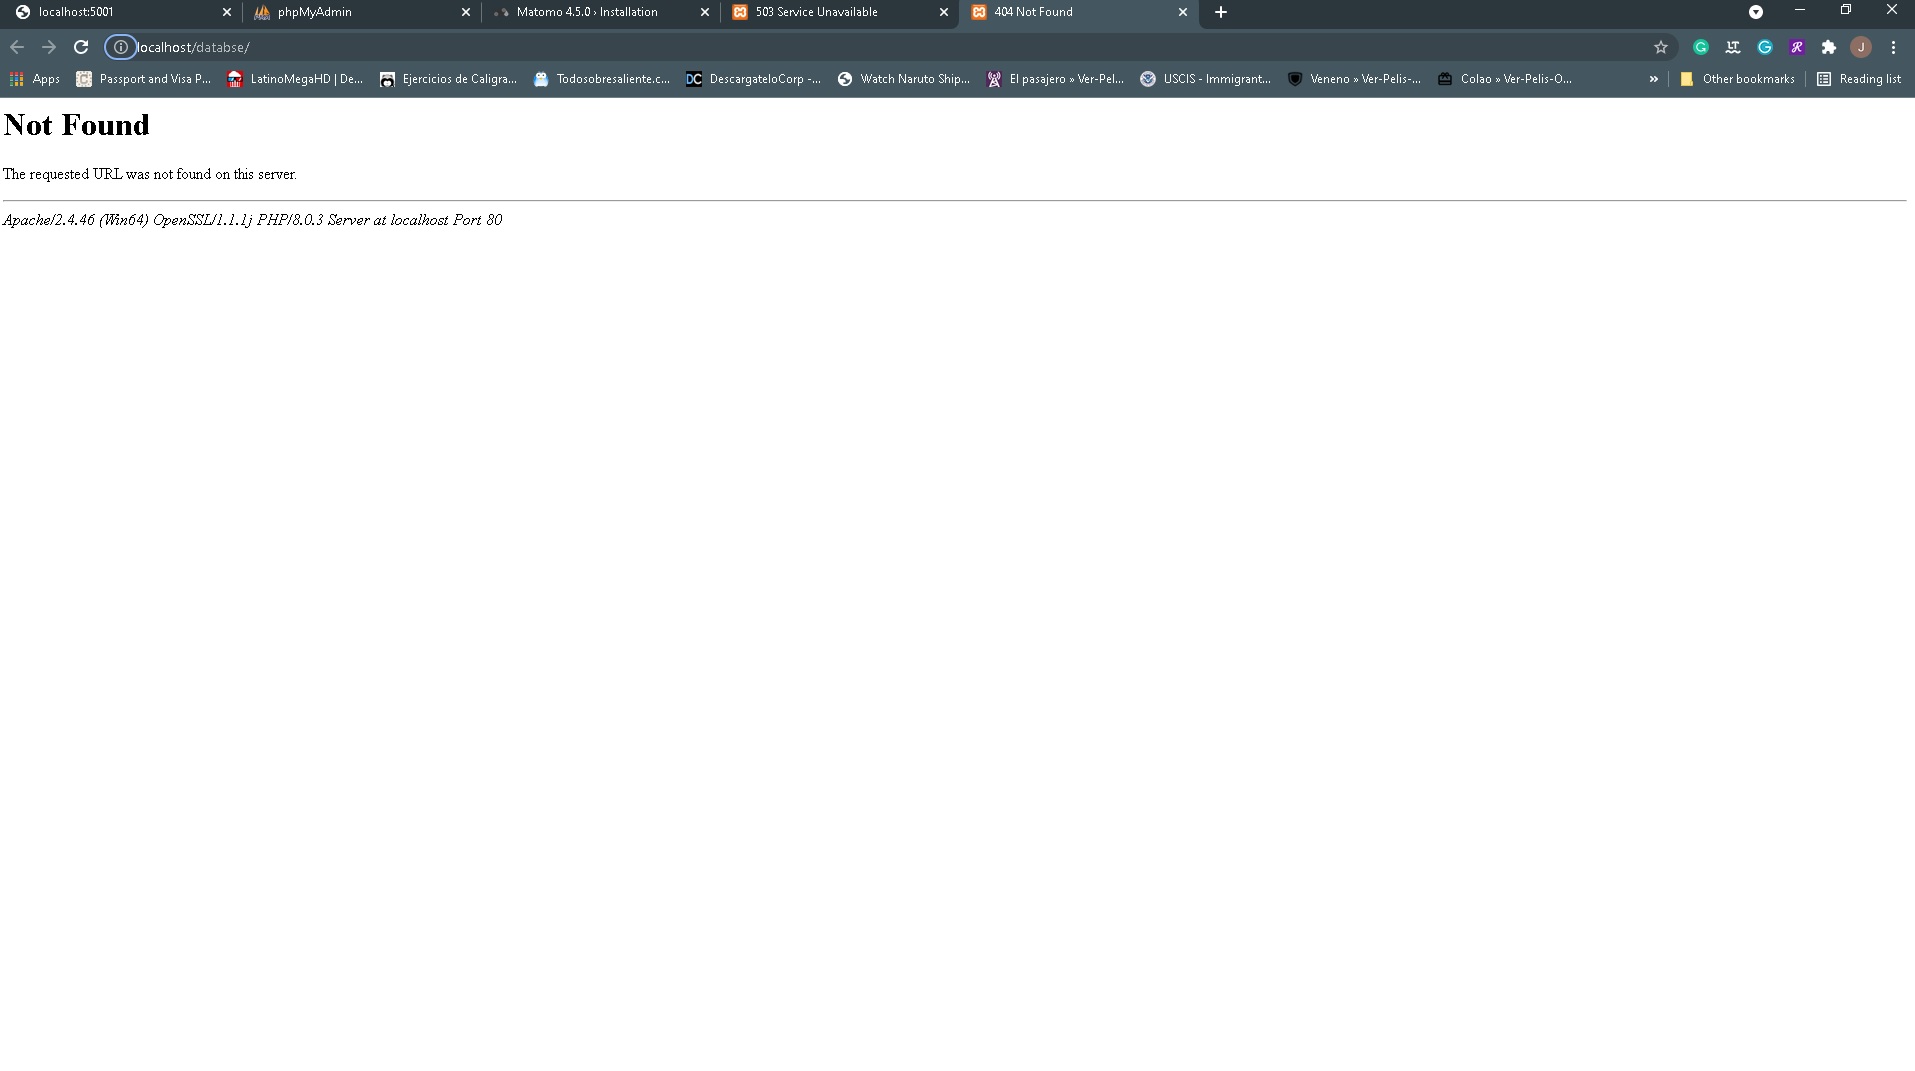 localhost:5001
phpMyAdmin
Matomo 4.5.0 › Installation
503 Service Unavailable
404 Not Found
localhost/databse/
J
Apps
Passport and Visa P...
LatinoMegaHD | De...
Ejercicios de Caligra...
Todosobresaliente.c...
DC
DescargateloCorp -...
Watch Naruto Ship...
El pasajero » Ver-Pel...
USCIS - Immigrant...
Veneno » Ver-Pelis-...
Colao » Ver-Pelis-O...
»
Other bookmarks
Reading list
Not Found
The requested URL was not found on this server.
Apache/2.4.46 (Win64) OpenSSL/1.1.1j PHP/8.0.3 Server at localhost Port 80